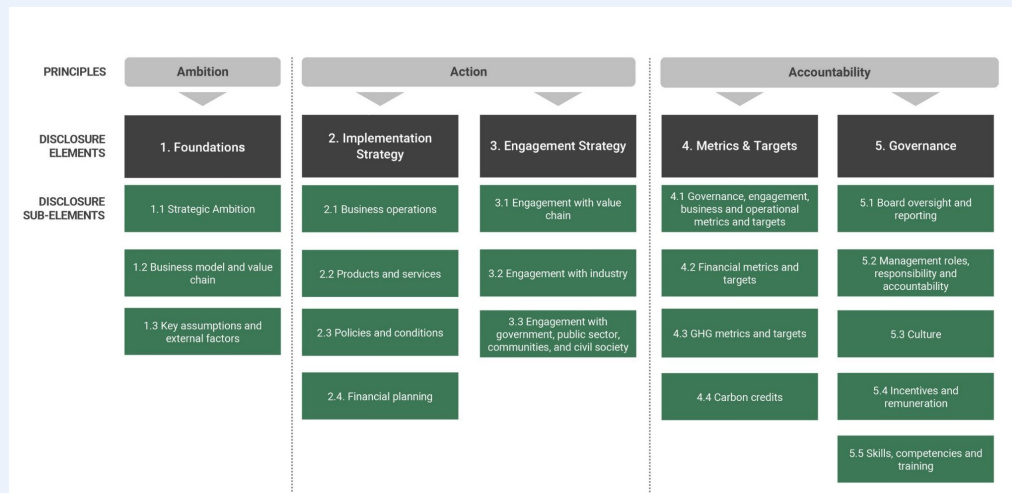 PRINCIPLES
Ambition
Action
Accountability
DISCLOSURE
ELEMENTS
1. Foundations
2. Implementation
Strategy
3. Engagement Strategy
4. Metrics & Targets
5. Governance
DISCLOSURE
SUB-ELEMENTS
1.1 Strategic Ambition
2.1 Business operations
3.1 Engagement with value
chain
4.1 Governance, engagement,
business and operational
metrics and targets
5.1 Board oversight and
reporting
1.2 Business model and value
chain
2.2 Products and services
3.2 Engagement with industry
4.2 Financial metrics and
targets
5.2 Management roles,
responsibility and
accountability
1.3 Key assumptions and
external factors
2.3 Policies and conditions
3.3 Engagement with
government, public sector,
communities, and civil society
4.3 GHG metrics and targets
5.3 Culture
2.4. Financial planning
4.4 Carbon credits
5.4 Incentives and
remuneration
5.5 Skills, competencies and
training